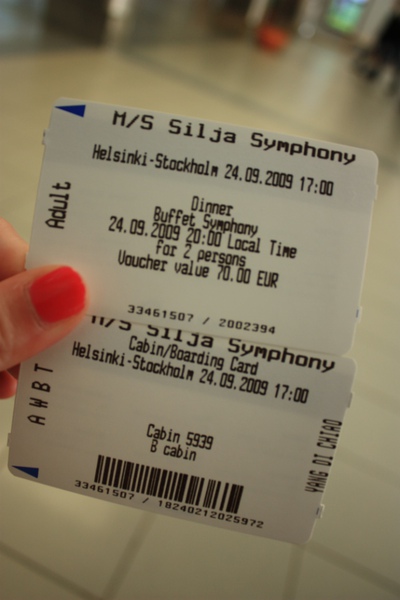 M/S Silja Symphony
Helsinki-Stockholm 24.09.2009 17:00
Adult
Dinner
Buffet Symphony
24.09.2009 20:00 Local Time
for 2 persons
Voucher value 70.00 EUR
33461507 / 2002394
M/S Silja Symphony
Cabin/Boarding Card
Helsinki-Stockholm 24.09.2009 17:00
A W B T
Cabin 5939
B cabin
YANG DI CHIAO
33461507 / 18240212025972